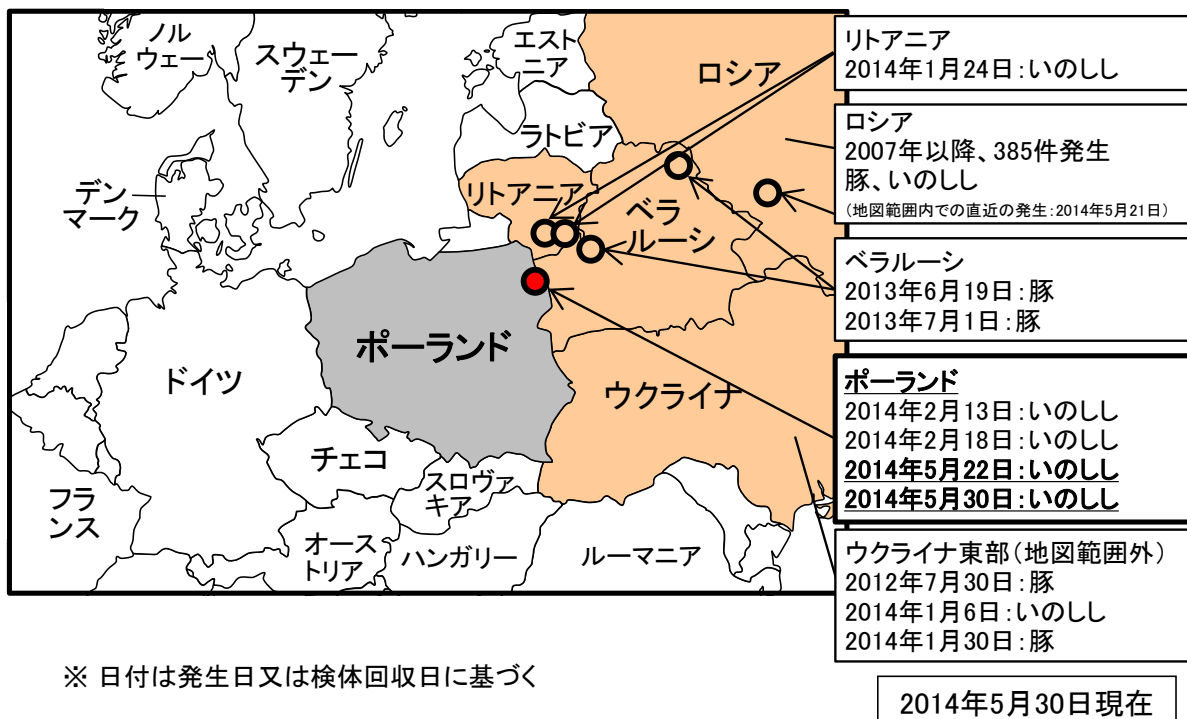 ノル
ウェー
スウェー
デン
エスト
ニア
ロシア
ラトビア
デン
マーク
リトアニア
ベラ
ルーシ
ポーランド
ドイツ
ウクライナ
チェコ
スロヴァ
キア
フラ
ンス
オース
トリア
ハンガリー
ルーマニア
リトアニア
2014年1月24日：いのしし
ロシア
2007年以降、385件発生
豚、いのしし
（地図範囲内での直近の発生：2014年5月21日）
ベラルーシ
2013年6月19日：豚
2013年7月1日：豚
ポーランド
2014年2月13日：いのしし
2014年2月18日：いのしし
2014年5月22日：いのしし
2014年5月30日：いのしし
ウクライナ東部（地図範囲外）
2012年7月30日：豚
2014年1月6日：いのしし
2014年1月30日：豚
※ 日付は発生日又は検体回収日に基づく
2014年5月30日現在